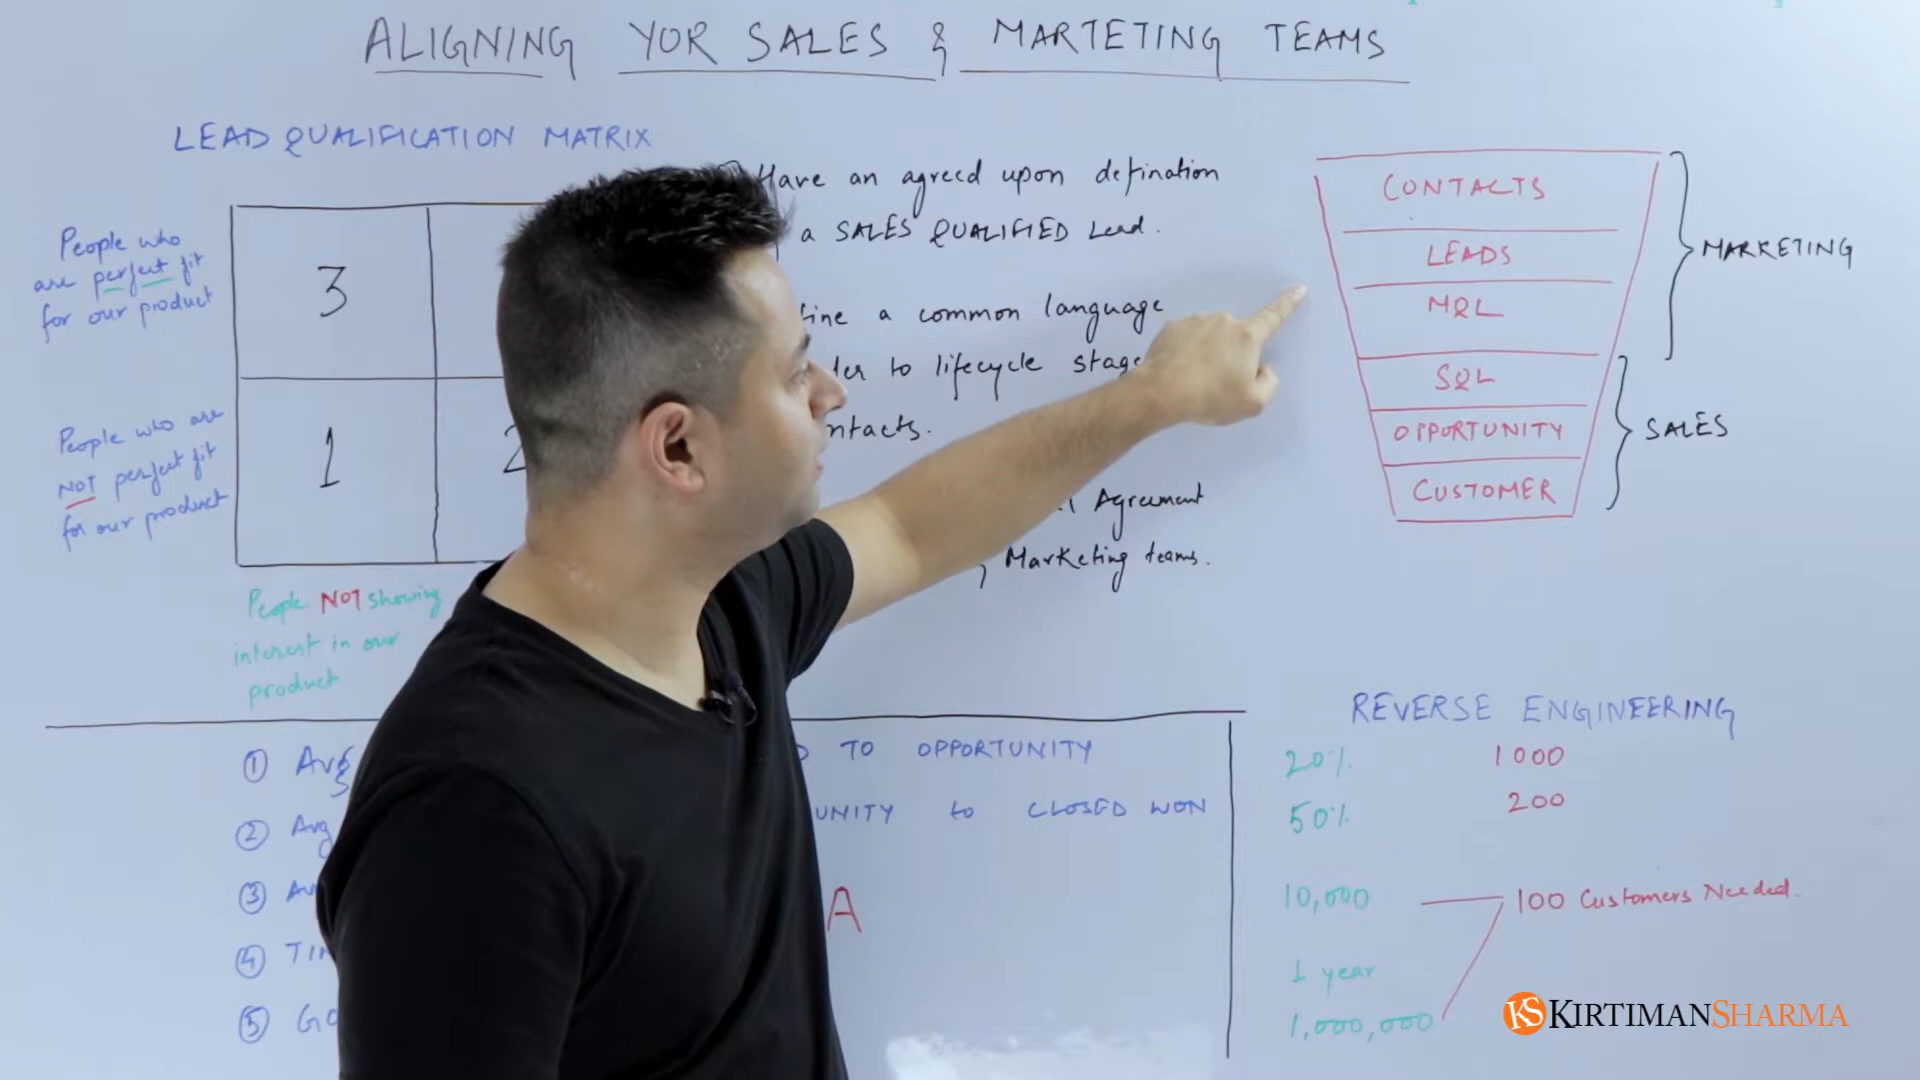 ALIGNING YOR SALES & MARTETING TEAMS
LEAD QUALIFICATION MATRIX
People who
are perfect fit
for our product
3
People who are
NOT perfect fit
for our product
1 2
People NOT showing
interest in our
product
Have an agreed upon defination
a SALES QUALIFIED Lead.
fine a common language
der to lifecycle stage
ntacts.
Agreement
Marketing teams.
CONTACTS
LEADS
MQL
SQL
OPPORTUNITY
CUSTOMER
MARKETING
SALES
① Avg TO OPPORTUNITY
② Avg UNITY to CLOSED WON
③ Av A
④ TI
⑤ GO
REVERSE ENGINEERING
20% 1000
50% 200
10,000 100 Customers Needed.
1 year
1,000,000
KS KIRTIMANSHARMA